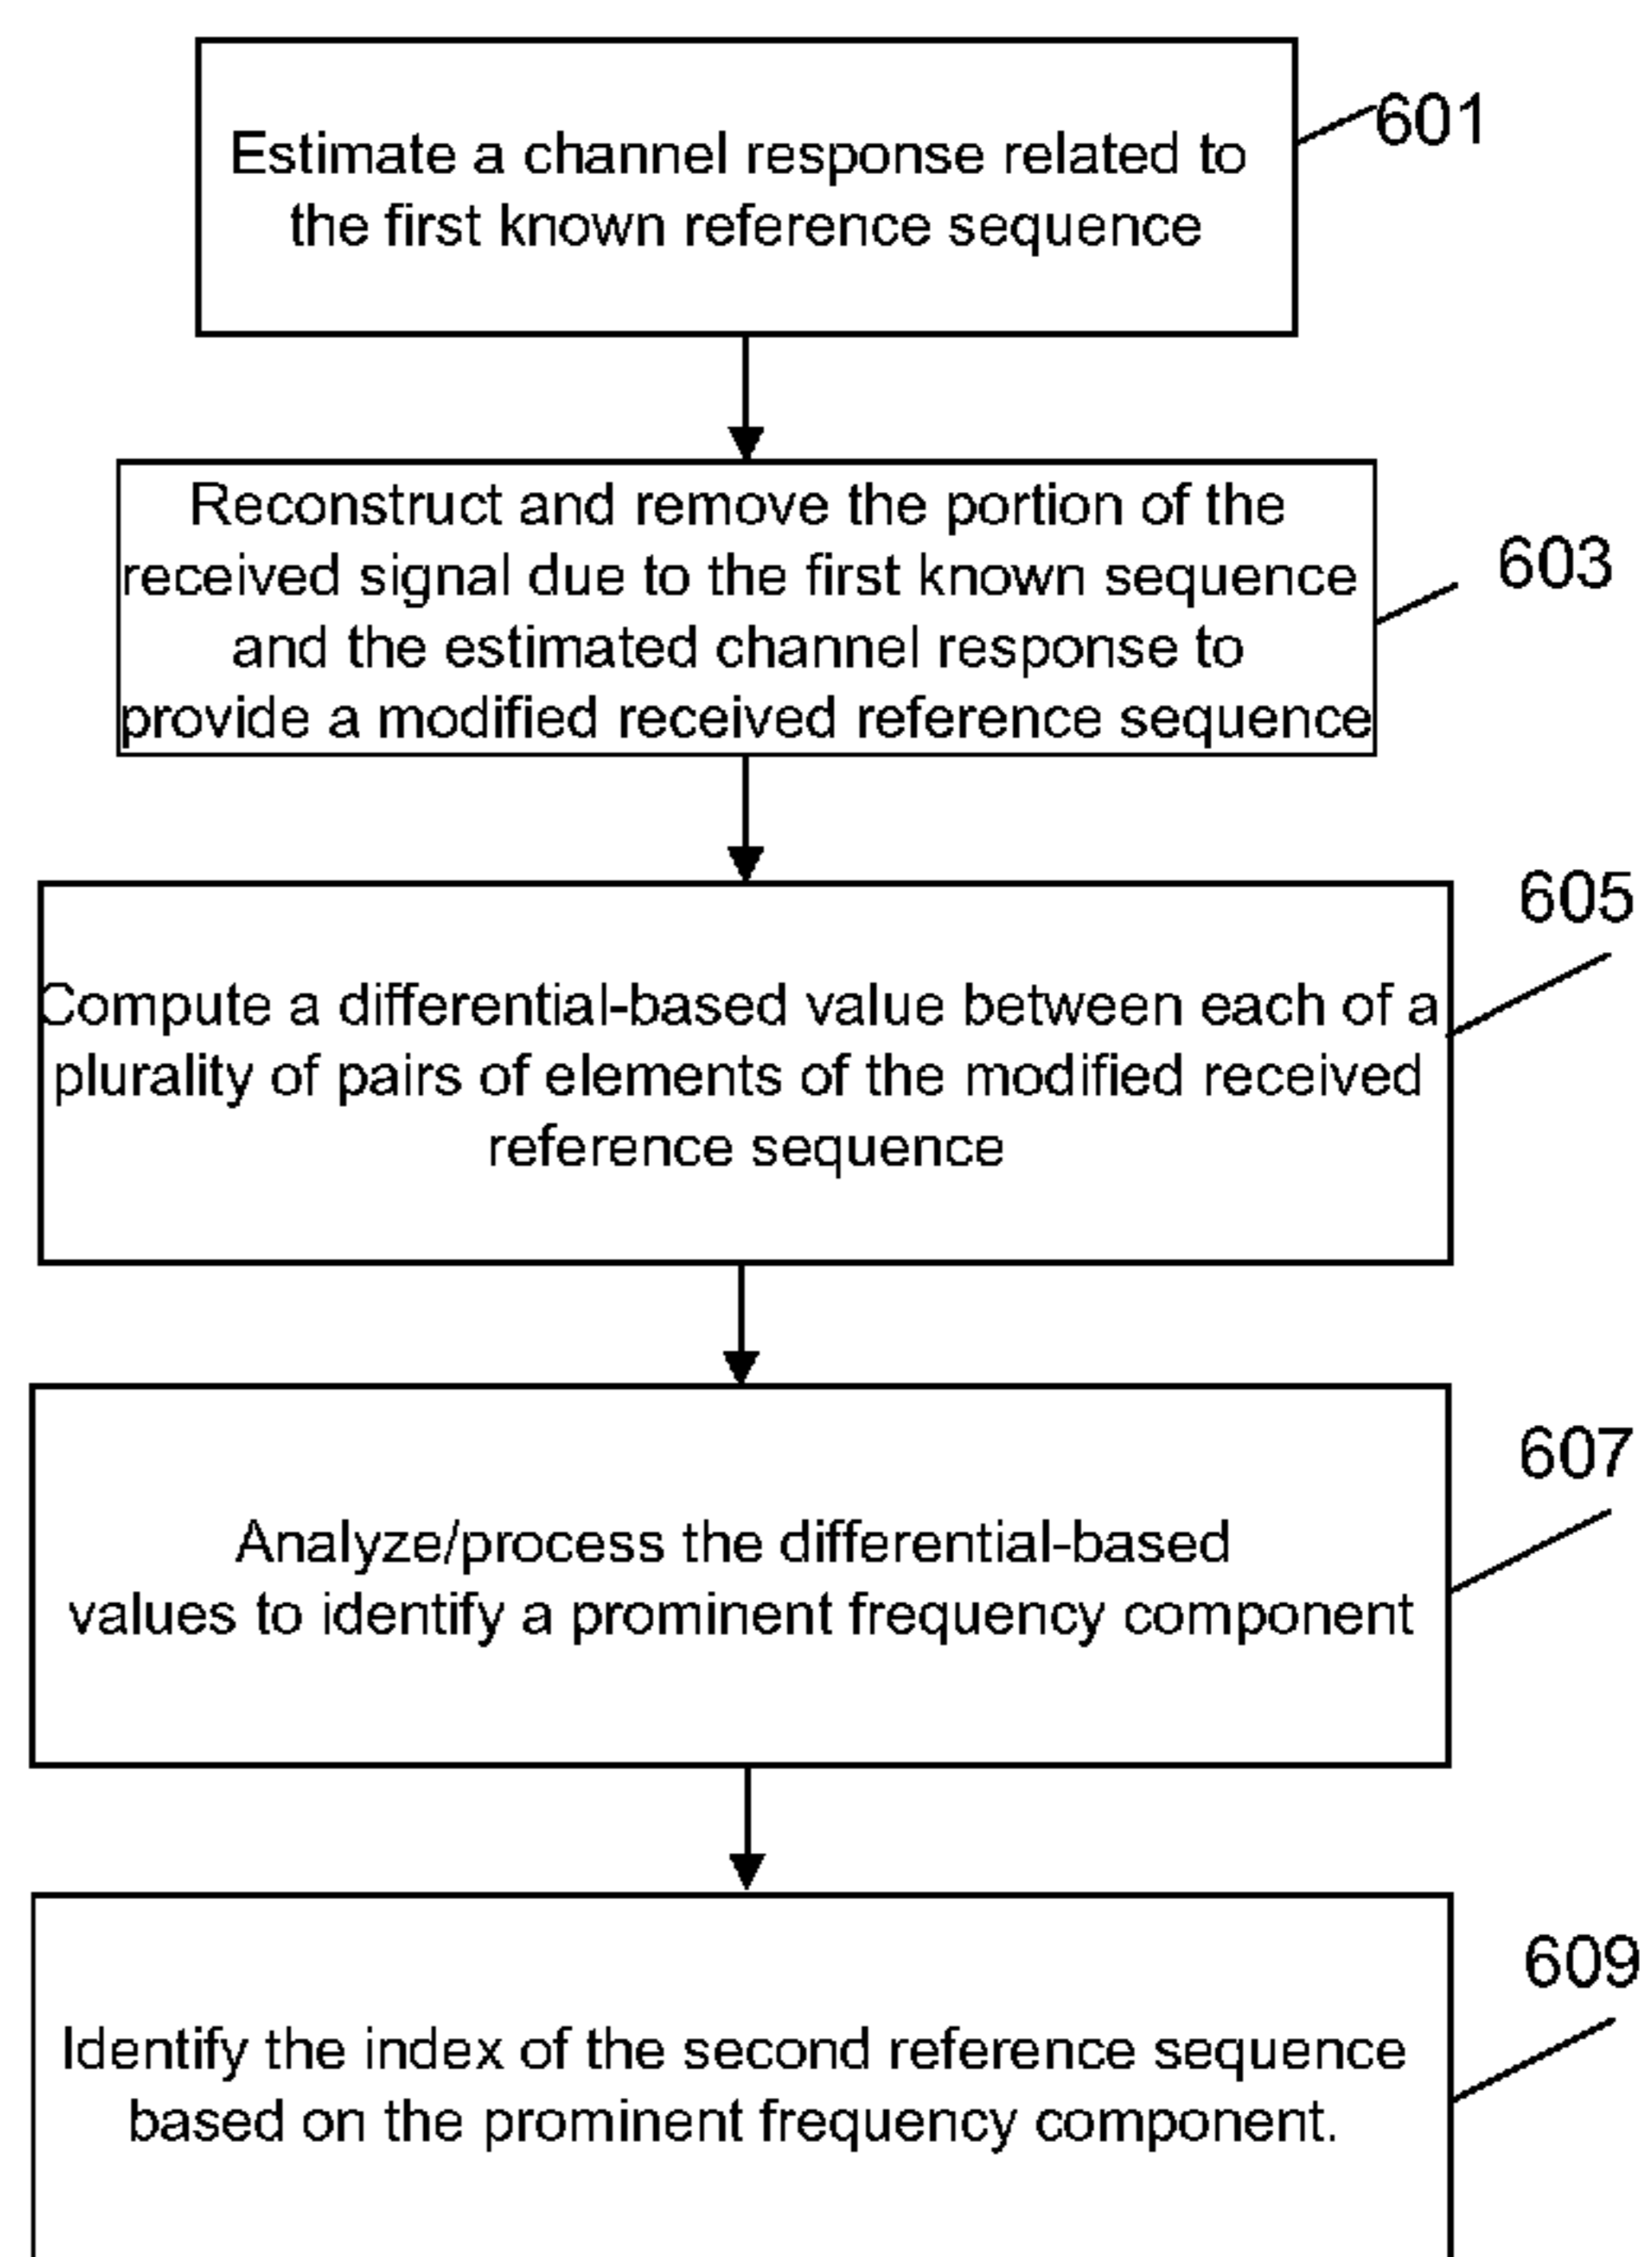 Estimate a channel response related to
the first known reference sequence
601
Reconstruct and remove the portion of the
received signal due to the first known sequence
and the estimated channel response to
provide a modified received reference sequence
603
Compute a differential-based value between each of a
plurality of pairs of elements of the modified received
reference sequence
605
Analyze/process the differential-based
values to identify a prominent frequency component
607
Identify the index of the second reference sequence
based on the prominent frequency component.
609